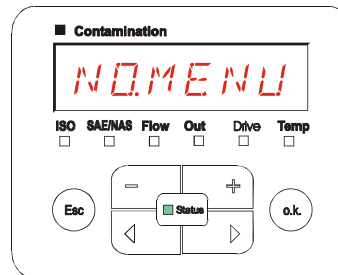 Contamination
NO.MENU
ISO SAE/NAS Flow Out Drive Temp
− +
Esc Status o.k.